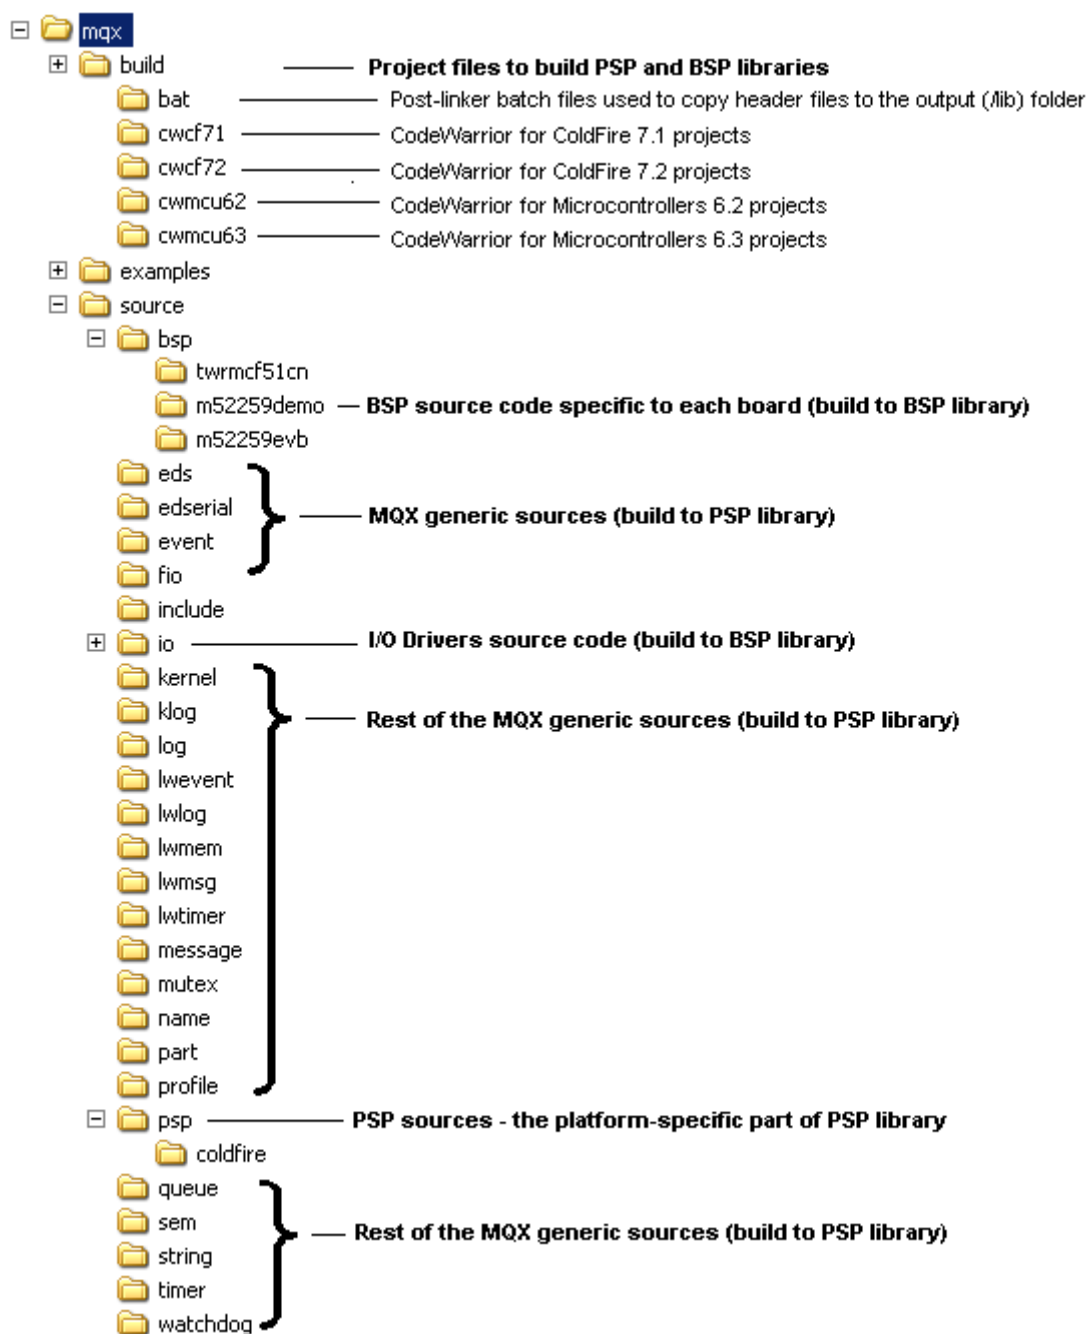 mqx
build Project files to build PSP and BSP libraries
bat Post-linker batch files used to copy header files to the output (/lib) folder
cwcf71 CodeWarrior for ColdFire 7.1 projects
cwcf72 CodeWarrior for ColdFire 7.2 projects
cwmcu62 CodeWarrior for Microcontrollers 6.2 projects
cwmcu63 CodeWarrior for Microcontrollers 6.3 projects
examples
source
bsp
twrmcf51cn
m52259demo BSP source code specific to each board (build to BSP library)
m52259evb
eds
edserial MQX generic sources (build to PSP library)
event
fio
include
io I/O Drivers source code (build to BSP library)
kernel
klog Rest of the MQX generic sources (build to PSP library)
log
lwevent
lwlog
lwmem
lwmsg
lwtimer
message
mutex
name
part
profile
psp PSP sources - the platform-specific part of PSP library
coldfire
queue
sem Rest of the MQX generic sources (build to PSP library)
string
timer
watchdog